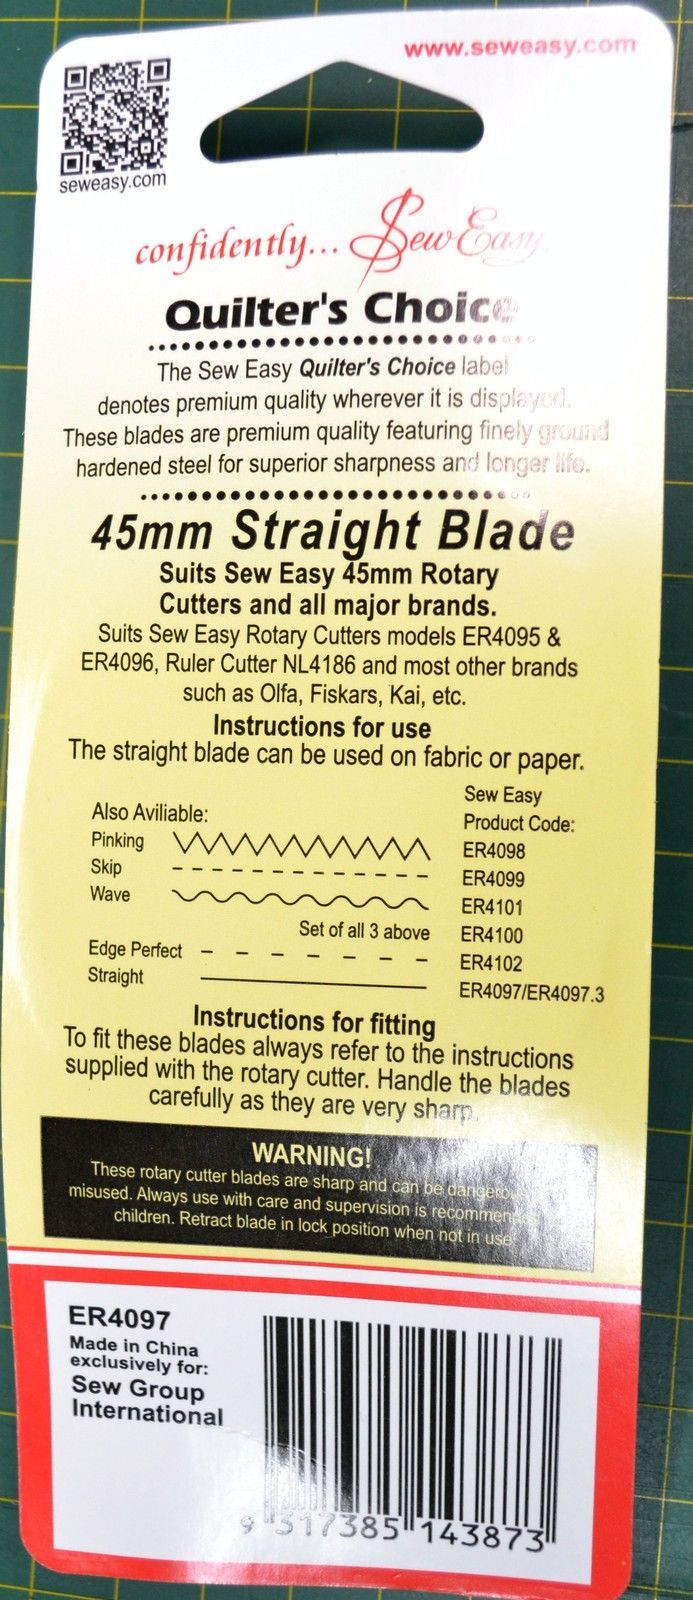 www.seweasy.com
seweasy.com
confidently... Sew Easy
Quilter's Choice
The Sew Easy Quilter's Choice label
denotes premium quality wherever it is displayed.
These blades are premium quality featuring finely ground
hardened steel for superior sharpness and longer life.
45mm Straight Blade
Suits Sew Easy 45mm Rotary
Cutters and all major brands.
Suits Sew Easy Rotary Cutters models ER4095 &
ER4096, Ruler Cutter NL4186 and most other brands
such as Olfa, Fiskars, Kai, etc.
Instructions for use
The straight blade can be used on fabric or paper.
Sew Easy
Also Aviliable: Product Code:
Pinking ER4098
Skip ER4099
Wave ER4101
Set of all 3 above ER4100
Edge Perfect ER4102
Straight ER4097/ER4097.3
Instructions for fitting
To fit these blades always refer to the instructions
supplied with the rotary cutter. Handle the blades
carefully as they are very sharp.
WARNING!
These rotary cutter blades are sharp and can be dangerous
misused. Always use with care and supervision is recommended
children. Retract blade in lock position when not in use
ER4097
Made in China
exclusively for:
Sew Group
International
9 317385 143873